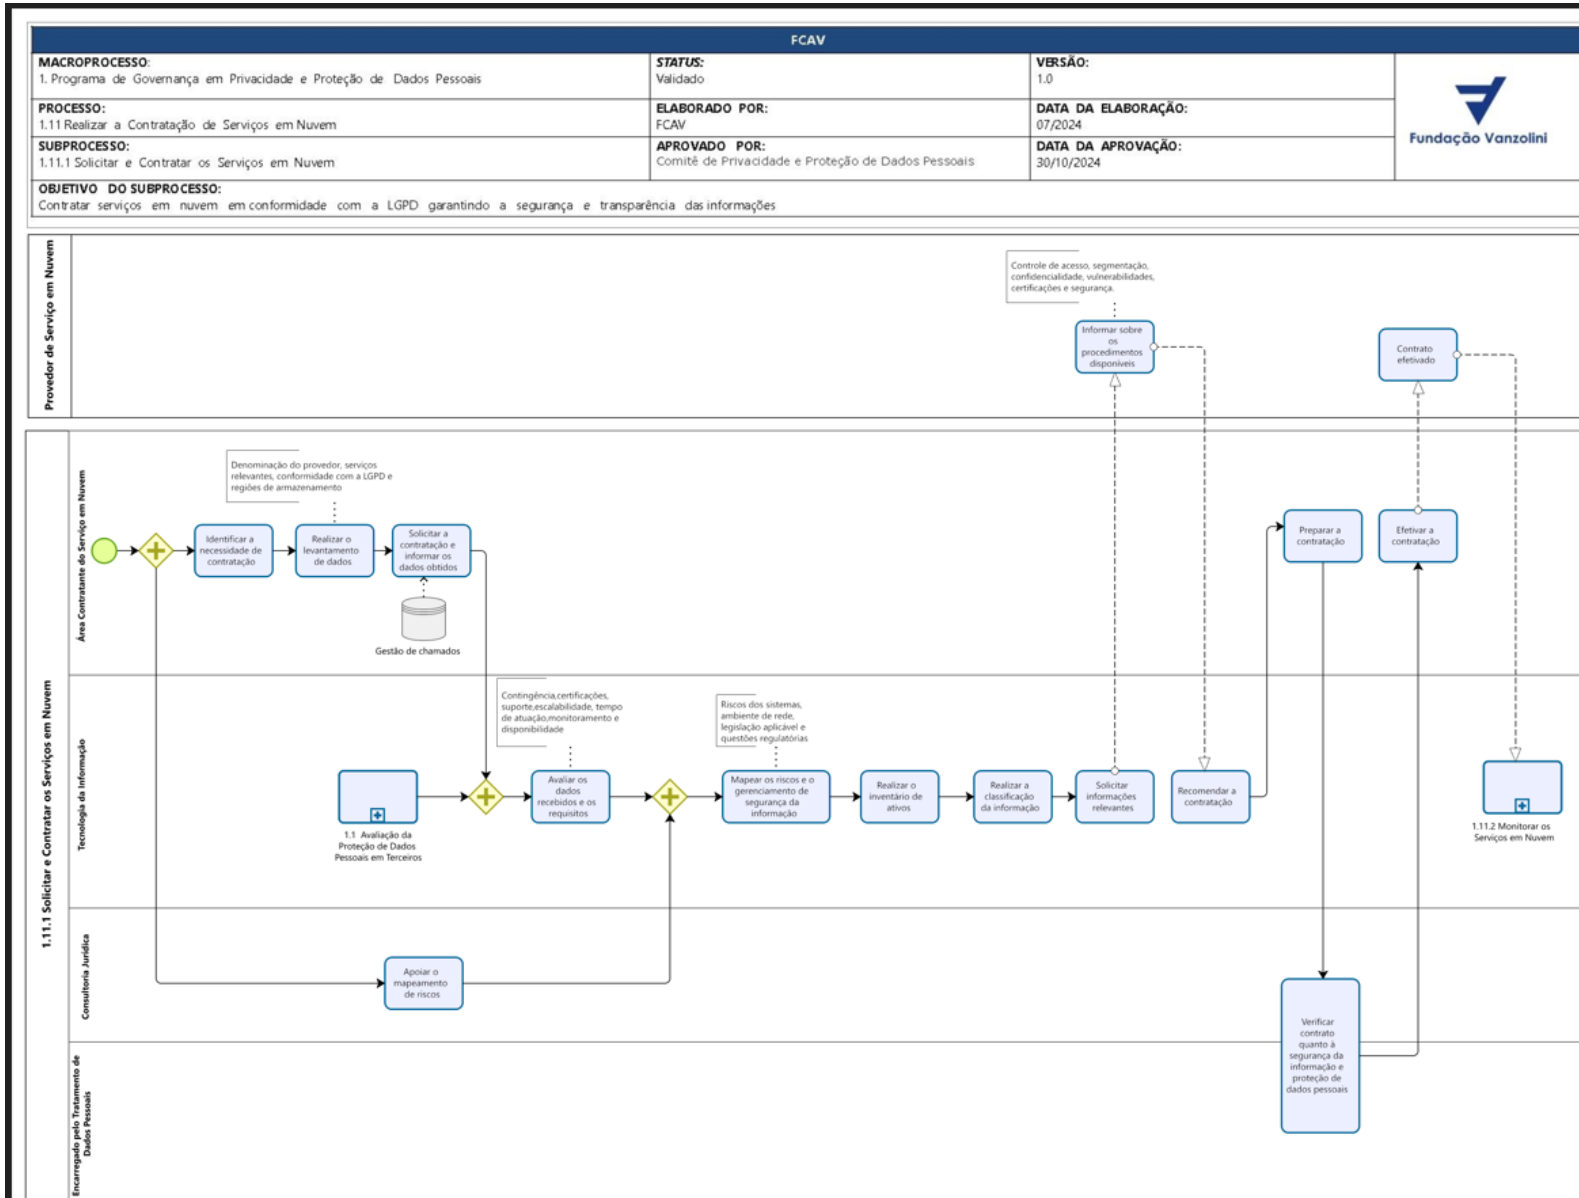 FCAV
MACROPROCESSO:
1. Programa de Governança em Privacidade e Proteção de Dados Pessoais
STATUS:
Validado
VERSÃO:
1.0
PROCESSO:
1.11 Realizar a Contratação de Serviços em Nuvem
ELABORADO POR:
FCAV
DATA DA ELABORAÇÃO:
07/2024
SUBPROCESSO:
1.11.1 Solicitar e Contratar os Serviços em Nuvem
APROVADO POR:
Comitê de Privacidade e Proteção de Dados Pessoais
DATA DA APROVAÇÃO:
30/10/2024
Fundação Vanzolini
OBJETIVO DO SUBPROCESSO:
Contratar serviços em nuvem em conformidade com a LGPD garantindo a segurança e transparência das informações
Provedor de Serviço em Nuvem
Controle de acesso, segmentação,
confidencialidade, vulnerabilidades,
certificações e segurança.
Informar sobre
os
procedimentos
disponíveis
Contrato
efetivado
1.11.1 Solicitar e Contratar os Serviços em Nuvem
Área Contratante do Serviço em Nuvem
Denominação do provedor, serviços
relevantes, conformidade com a LGPD e
regiões de armazenamento
Identificar a
necessidade de
contratação
Realizar o
levantamento
de dados
Solicitar a
contratação e
informar os
dados obtidos
Gestão de chamados
Preparar a
contratação
Efetivar a
contratação
Tecnologia da Informação
Contingência,certificações,
suporte,escalabilidade, tempo
de atuação,monitoramento e
disponibilidade
Riscos dos sistemas,
ambiente de rede,
legislação aplicável e
questões regulatórias
1.1 Avaliação da
Proteção de Dados
Pessoais em Terceiros
Avaliar os
dados
recebidos e os
requisitos
Mapear os riscos e o
gerenciamento de
segurança da
informação
Realizar o
inventário de
ativos
Realizar a
classificação
da informação
Solicitar
informações
relevantes
Recomendar a
contratação
1.11.2 Monitorar os
Serviços em Nuvem
Consultoria Jurídica
Apoiar o
mapeamento
de riscos
Verificar
contrato
quanto à
segurança da
informação e
proteção de
dados pessoais
Encarregado pelo Tratamento de
Dados Pessoais